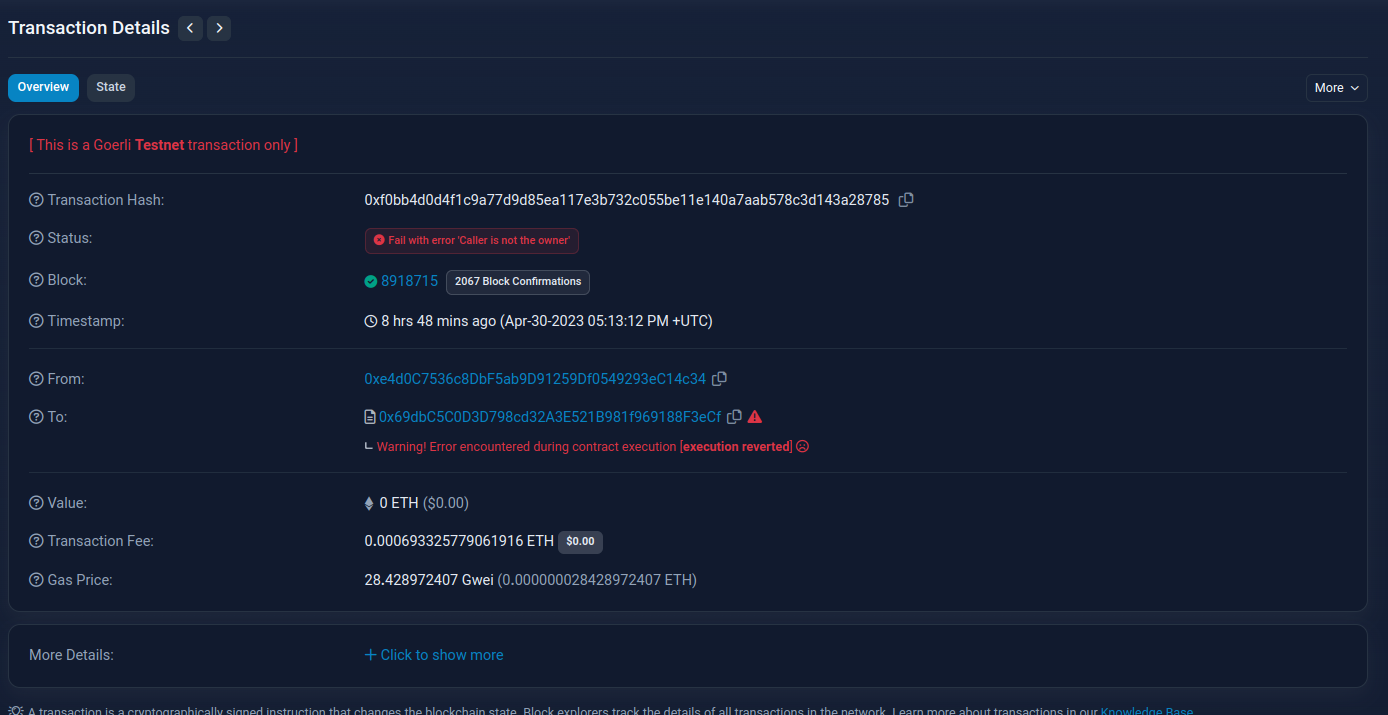 Transaction Details
Overview State More
[ This is a Goerli Testnet transaction only ]
Transaction Hash: 0xf0bb4d0d4f1c9a77d9d85ea117e3b732c055be11e140a7aab578c3d143a28785
Status: Fail with error 'Caller is not the owner'
Block: 8918715 2067 Block Confirmations
Timestamp: 8 hrs 48 mins ago (Apr-30-2023 05:13:12 PM +UTC)
From: 0xe4d0C7536c8DbF5ab9D91259Df0549293eC14c34
To: 0x69dbC5C0D3D798cd32A3E521B981f969188F3eCf
Warning! Error encountered during contract execution [execution reverted]
Value: 0 ETH ($0.00)
Transaction Fee: 0.000693325779061916 ETH $0.00
Gas Price: 28.428972407 Gwei (0.000000028428972407 ETH)
More Details: + Click to show more
A transaction is a cryptographically signed instruction that changes the blockchain state. Block explorers track the details of all transactions in the network. Learn more about transactions in our Knowledge Base